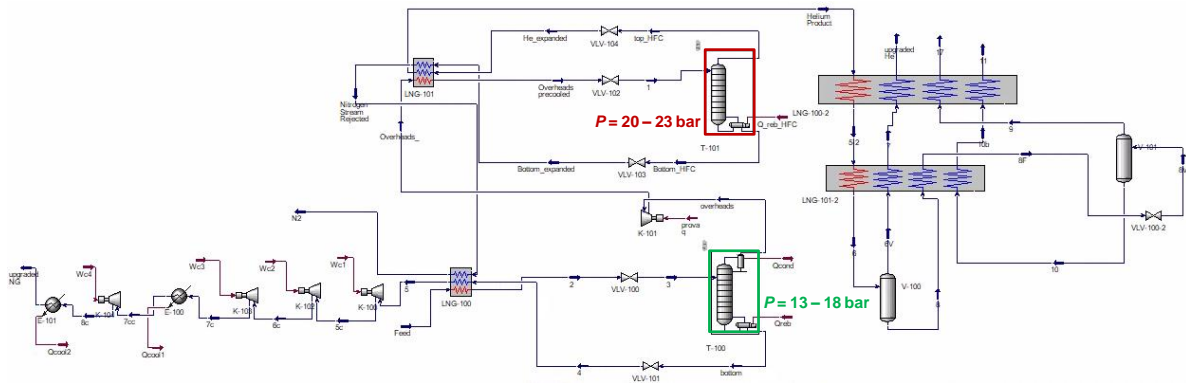 Helium
Product
He_expanded
VLV-104
top_HFC
upgraded
He
17
11
LNG-101
Overheads
precooled
VLV-102
1
P = 20 – 23 bar
Q_reb_HFC
LNG-100-2
Nitrogen
Stream
Rejected
Overheads_
T-101
9
5.2
7
10b
8F
V-101
8V
Bottom_expanded
VLV-103
Bottom_HFC
LNG-101-2
VLV-100-2
overheads
K-101
prova
q
N2
6
6V
10
V-100
8
Qcond
upgraded
NG
Wc4
Wc3
Wc2
Wc1
5
2
VLV-100
3
P = 13 – 18 bar
E-101
8c
K-104
7cc
E-100
7c
K-103
6c
K-102
5c
K-100
LNG-100
Feed
Qreb
T-100
Qcool2
Qcool1
4
VLV-101
bottom